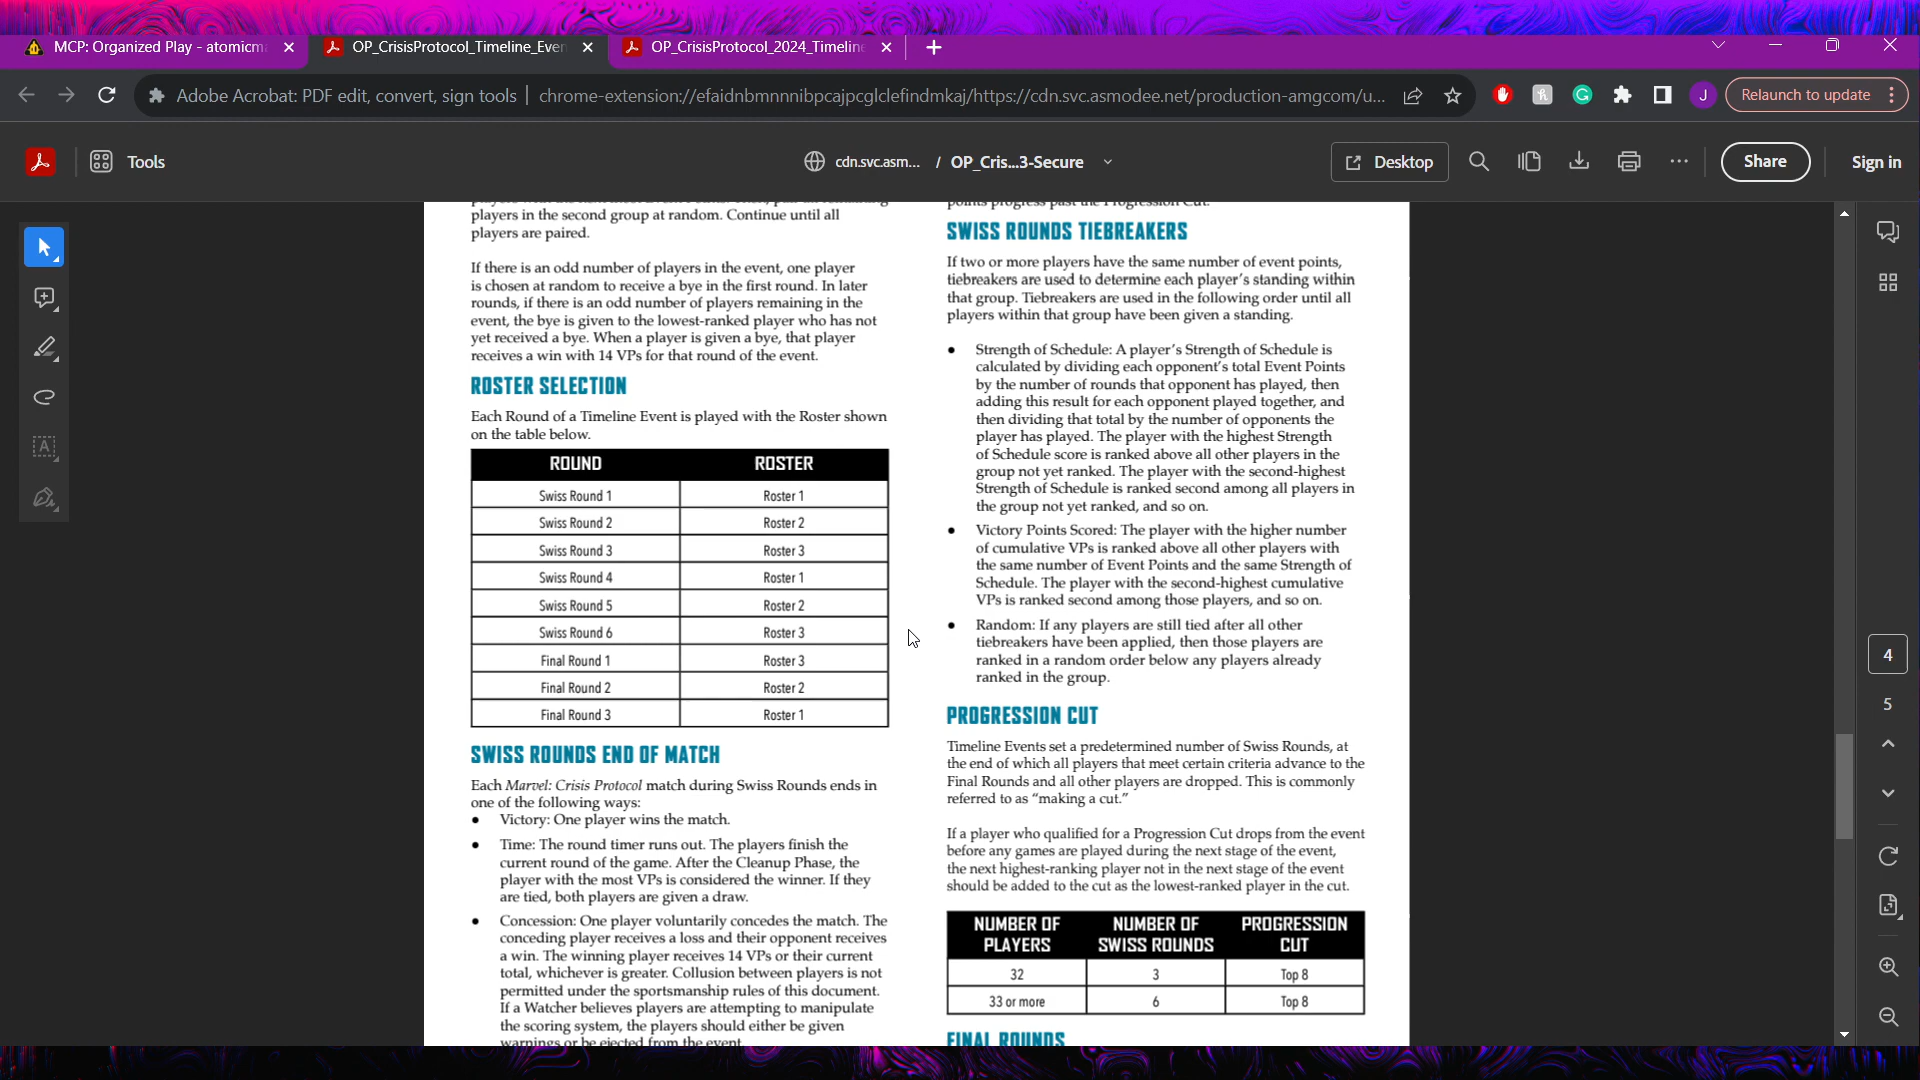 MCP: Organized Play - atomicma
OP_CrisisProtocol_Timeline_Even
OP_CrisisProtocol_2024_Timeline
Adobe Acrobat: PDF edit, convert, sign tools
chrome-extension://efaidnbmnnnibpcajpcglclefindmkaj/https://cdn.svc.asmodee.net/production-amgcom/u...
J
Relaunch to update
Tools
cdn.svc.asm... / OP_Cris...3-Secure
Desktop
Share
Sign in
players in the second group at random. Continue until all
players are paired.
If there is an odd number of players in the event, one player
is chosen at random to receive a bye in the first round. In later
rounds, if there is an odd number of players remaining in the
event, the bye is given to the lowest-ranked player who has not
yet received a bye. When a player is given a bye, that player
receives a win with 14 VPs for that round of the event.
ROSTER SELECTION
Each Round of a Timeline Event is played with the Roster shown
on the table below.
ROUND ROSTER
Swiss Round 1 Roster 1
Swiss Round 2 Roster 2
Swiss Round 3 Roster 3
Swiss Round 4 Roster 1
Swiss Round 5 Roster 2
Swiss Round 6 Roster 3
Final Round 1 Roster 3
Final Round 2 Roster 2
Final Round 3 Roster 1
SWISS ROUNDS END OF MATCH
Each Marvel: Crisis Protocol match during Swiss Rounds ends in
one of the following ways:
• Victory: One player wins the match.
• Time: The round timer runs out. The players finish the
current round of the game. After the Cleanup Phase, the
player with the most VPs is considered the winner. If they
are tied, both players are given a draw.
• Concession: One player voluntarily concedes the match. The
conceding player receives a loss and their opponent receives
a win. The winning player receives 14 VPs or their current
total, whichever is greater. Collusion between players is not
permitted under the sportsmanship rules of this document.
If a Watcher believes players are attempting to manipulate
the scoring system, the players should either be given
warnings or be ejected from the event.
points progress past the Progression Cut.
SWISS ROUNDS TIEBREAKERS
If two or more players have the same number of event points,
tiebreakers are used to determine each player's standing within
that group. Tiebreakers are used in the following order until all
players within that group have been given a standing.
• Strength of Schedule: A player's Strength of Schedule is
calculated by dividing each opponent's total Event Points
by the number of rounds that opponent has played, then
adding this result for each opponent played together, and
then dividing that total by the number of opponents the
player has played. The player with the highest Strength
of Schedule score is ranked above all other players in the
group not yet ranked. The player with the second-highest
Strength of Schedule is ranked second among all players in
the group not yet ranked, and so on.
• Victory Points Scored: The player with the higher number
of cumulative VPs is ranked above all other players with
the same number of Event Points and the same Strength of
Schedule. The player with the second-highest cumulative
VPs is ranked second among those players, and so on.
• Random: If any players are still tied after all other
tiebreakers have been applied, then those players are
ranked in a random order below any players already
ranked in the group.
PROGRESSION CUT
Timeline Events set a predetermined number of Swiss Rounds, at
the end of which all players that meet certain criteria advance to the
Final Rounds and all other players are dropped. This is commonly
referred to as “making a cut.”
If a player who qualified for a Progression Cut drops from the event
before any games are played during the next stage of the event,
the next highest-ranking player not in the next stage of the event
should be added to the cut as the lowest-ranked player in the cut.
NUMBER OF PLAYERS NUMBER OF SWISS ROUNDS PROGRESSION CUT
32 3 Top 8
33 or more 6 Top 8
FINAL ROUNDS
4
5